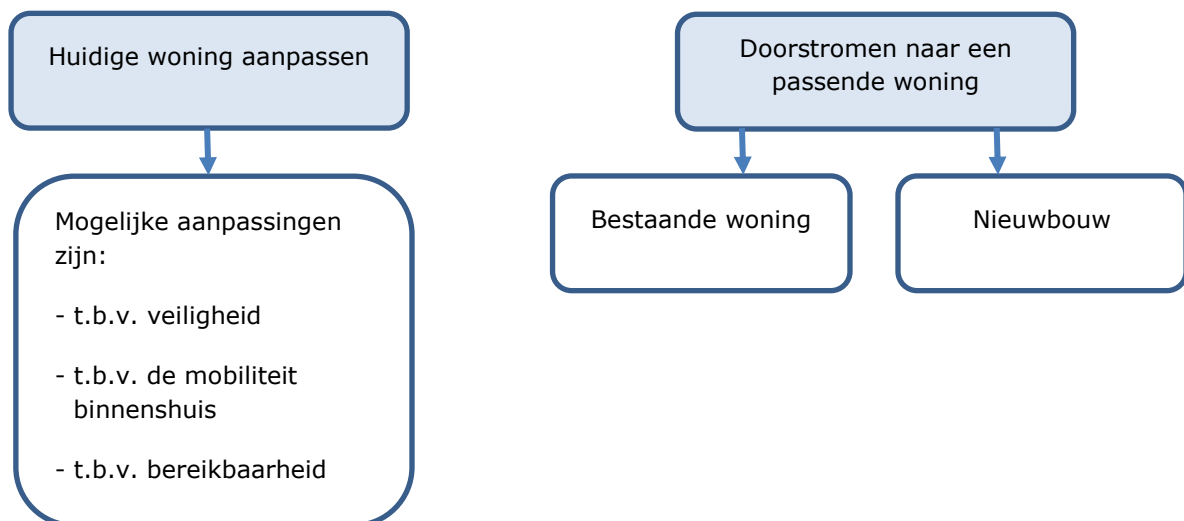 Huidige woning aanpassen
Mogelijke aanpassingen
zijn:
- t.b.v. veiligheid
- t.b.v. de mobiliteit
binnenshuis
- t.b.v. bereikbaarheid
Doorstromen naar een
passende woning
Bestaande woning
Nieuwbouw